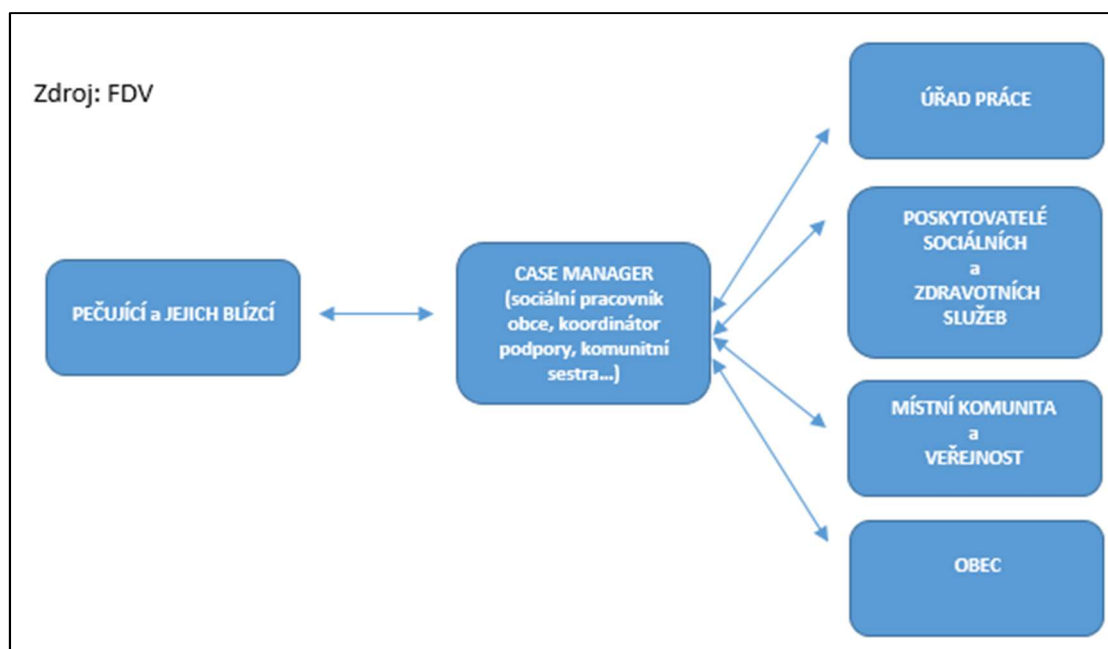 Zdroj: FDV
PEČUJÍCÍ a JEJICH BLÍZCÍ
CASE MANAGER
(sociální pracovník
obce, koordinátor
podpory, komunitní
sestra...)
ÚŘAD PRÁCE
POSKYTOVATELÉ
SOCIÁLNÍCH
a
ZDRAVOTNÍCH
SLUŽEB
MÍSTNÍ KOMUNITA
a
VEŘEJNOST
OBEC